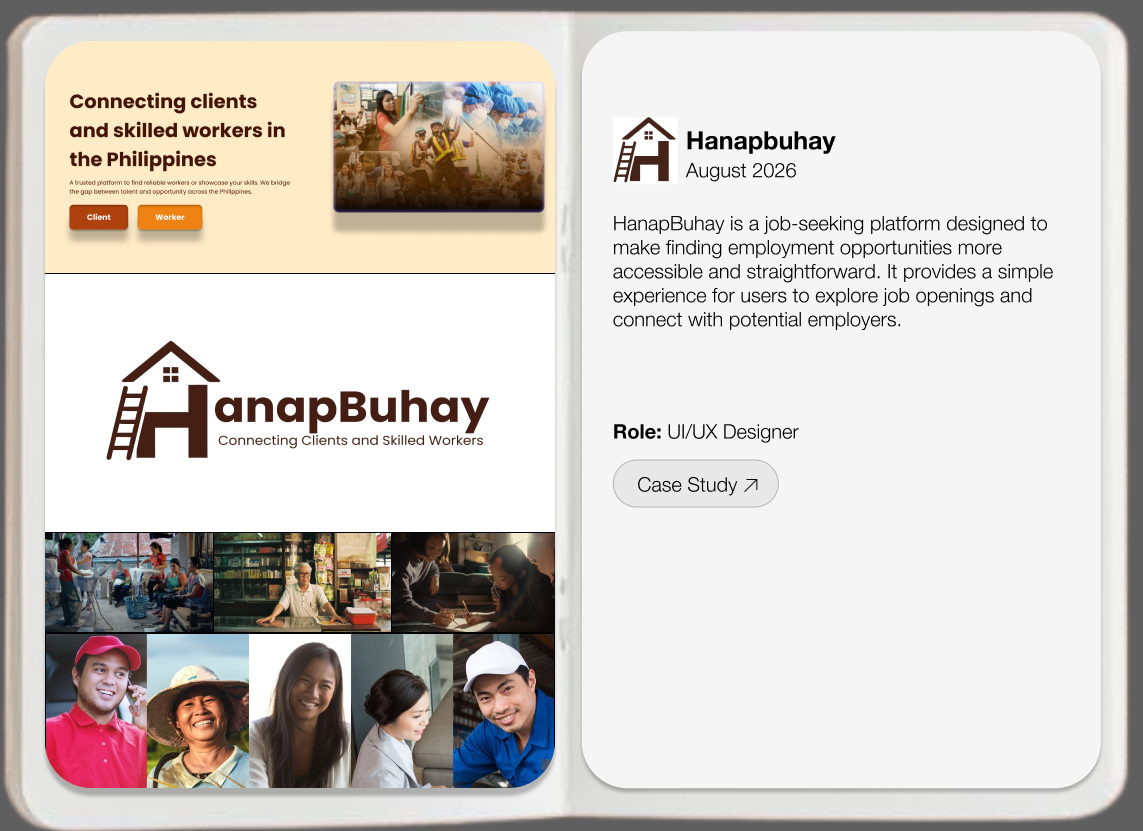 Connecting clients
and skilled workers in
the Philippines
A trusted platform to find reliable workers or showcase your skills. We bridge
the gap between talent and opportunity across the Philippines.
Client
Worker
HanapBuhay
Connecting Clients and Skilled Workers
Hanapbuhay
August 2026
HanapBuhay is a job-seeking platform designed to
make finding employment opportunities more
accessible and straightforward. It provides a simple
experience for users to explore job openings and
connect with potential employers.
Role: UI/UX Designer
Case Study